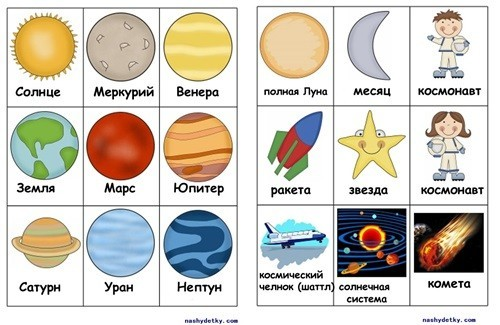 Солнце Меркурий Венера
Земля Марс Юпитер
Сатурн Уран Нептун
nashydetky.com
полная Луна месяц космонавт
ракета звезда космонавт
космический
челнок (шаттл) солнечная
система
комета
nashydetky.com